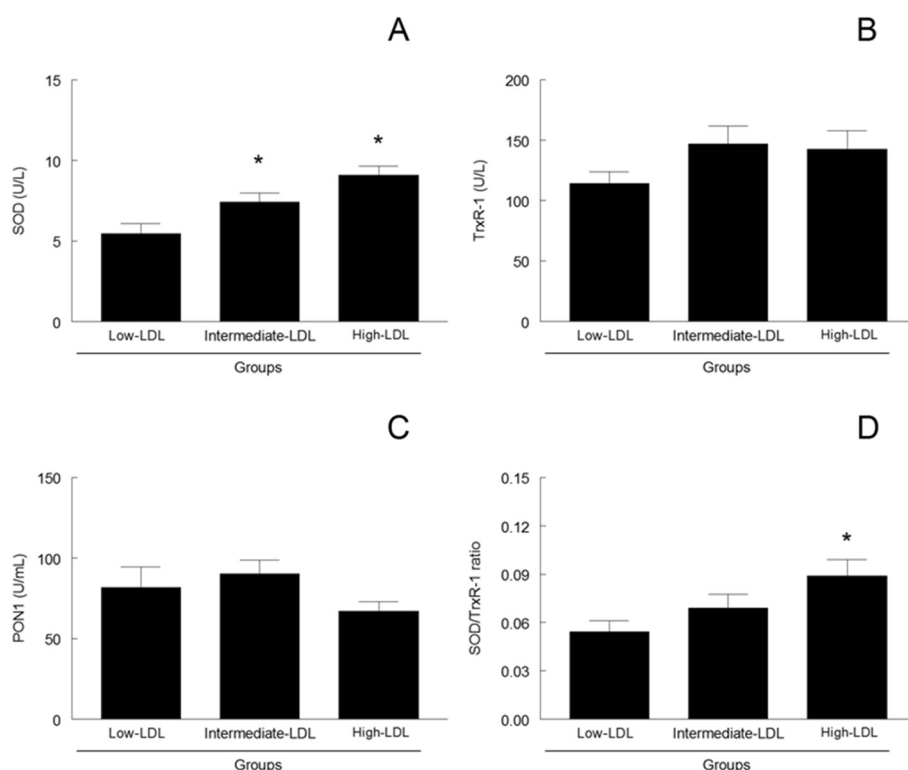 A
SOD (U/L)
15
10
5
0
*
*
Low-LDL Intermediate-LDL High-LDL
Groups
B
TrxR-1 (U/L)
200
150
100
50
0
Low-LDL Intermediate-LDL High-LDL
Groups
C
PON1 (U/mL)
150
100
50
0
Low-LDL Intermediate-LDL High-LDL
Groups
D
SOD/TrxR-1 ratio
0.15
0.12
0.09
0.06
0.03
0.00
*
Low-LDL Intermediate-LDL High-LDL
Groups